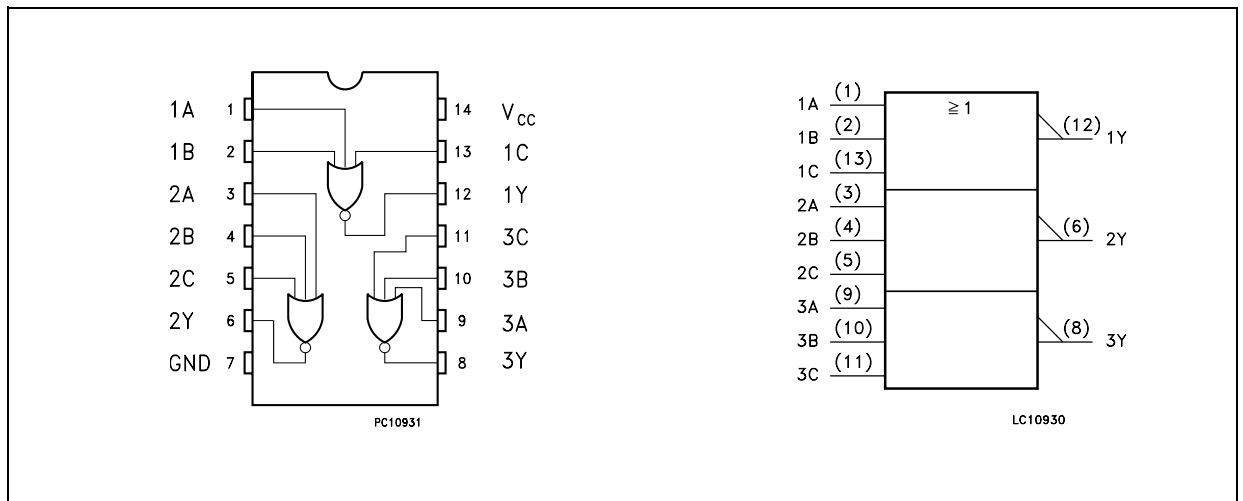 1A 1 14 VCC
1B 2 13 1C
2A 3 12 1Y
2B 4 11 3C
2C 5 10 3B
2Y 6 9 3A
GND 7 8 3Y
PC10931
≧1
1A (1)
1B (2)
1C (13)
2A (3)
2B (4)
2C (5)
3A (9)
3B (10)
3C (11)
(12) 1Y
(6) 2Y
(8) 3Y
LC10930